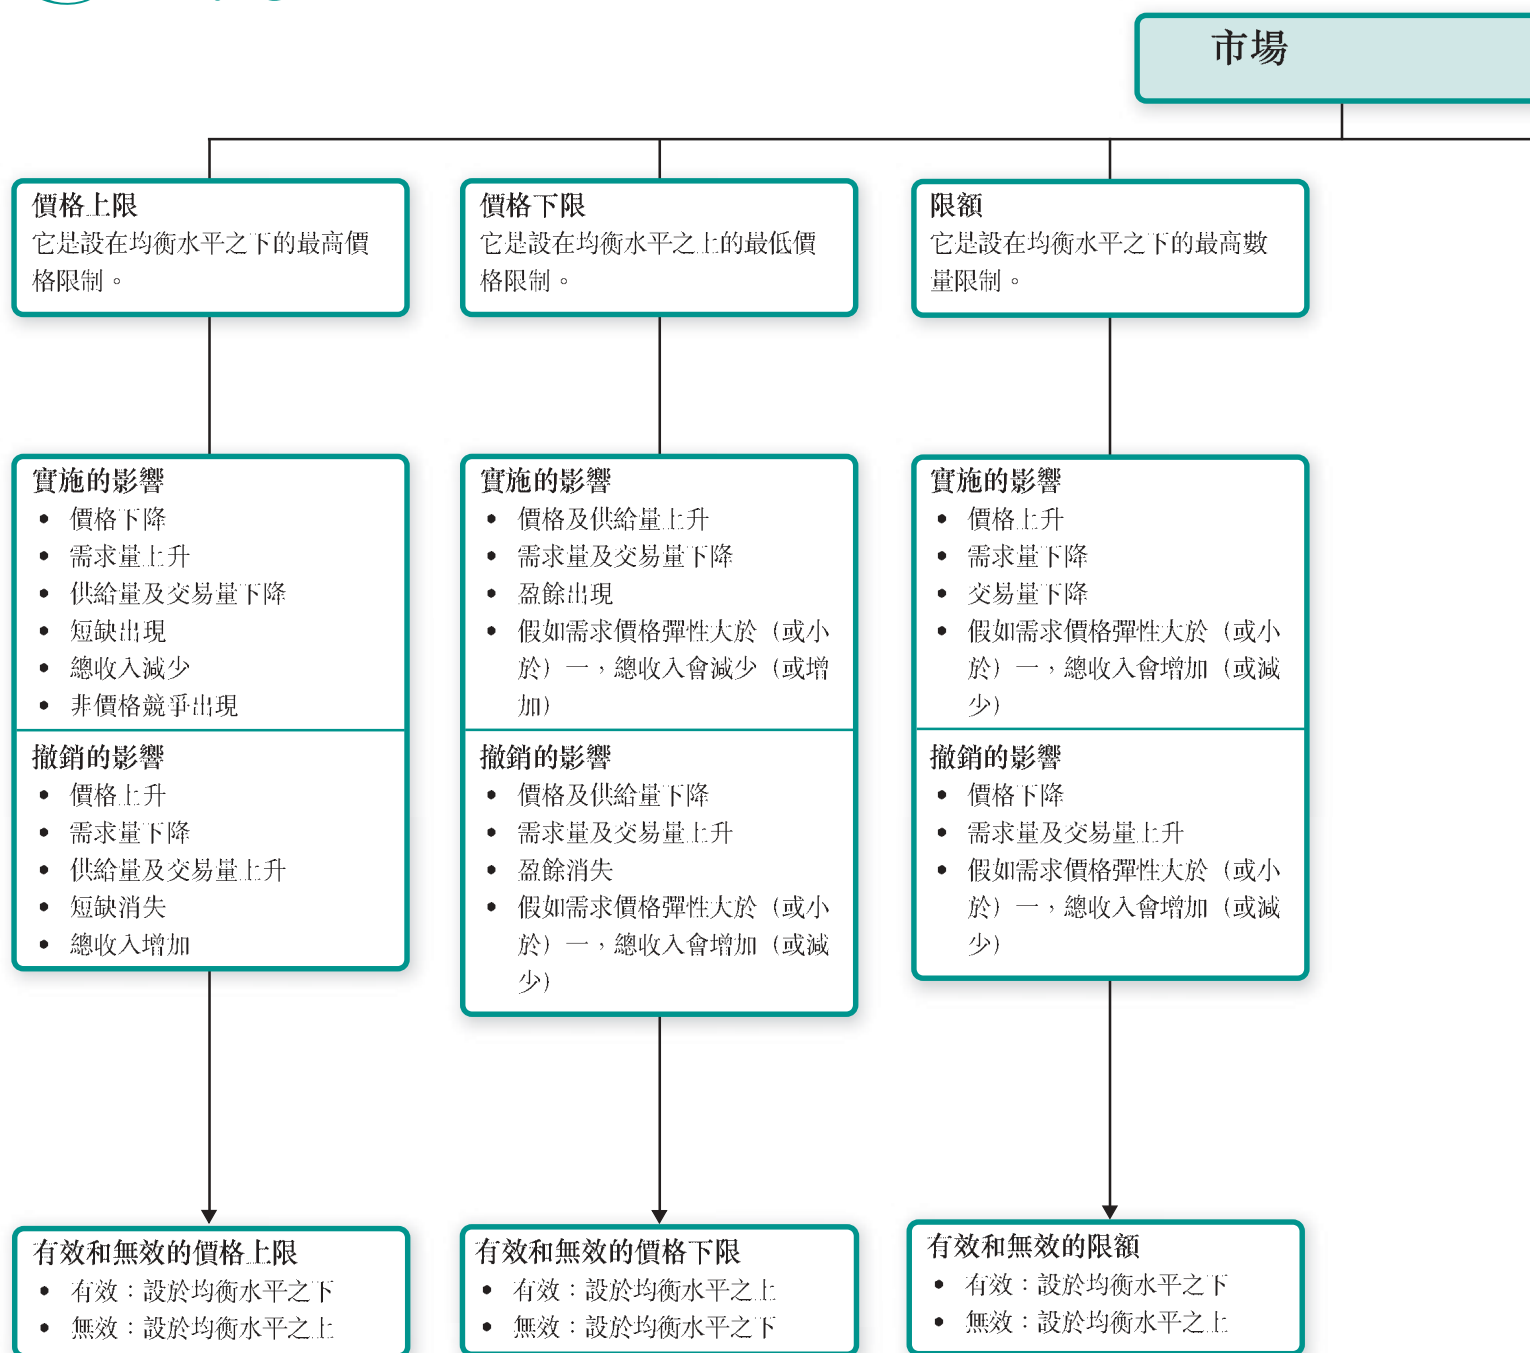 市場
價格上限
它是設在均衡水平之下的最高價
格限制。
價格下限
它是設在均衡水平之上的最低價
格限制。
限額
它是設在均衡水平之下的最高數
量限制。
實施的影響
• 價格下降
• 需求量上升
• 供給量及交易量下降
• 短缺出現
• 總收入減少
• 非價格競爭出現
撤銷的影響
• 價格上升
• 需求量下降
• 供給量及交易量上升
• 短缺消失
• 總收入增加
實施的影響
• 價格及供給量上升
• 需求量及交易量下降
• 盈餘出現
• 假如需求價格彈性大於（或小
於）一，總收入會減少（或增
加）
撤銷的影響
• 價格及供給量下降
• 需求量及交易量上升
• 盈餘消失
• 假如需求價格彈性大於（或小
於）一，總收入會增加（或減
少）
實施的影響
• 價格上升
• 需求量下降
• 交易量下降
• 假如需求價格彈性大於（或小
於）一，總收入會增加（或減
少）
撤銷的影響
• 價格下降
• 需求量及交易量上升
• 假如需求價格彈性大於（或小
於）一，總收入會增加（或減
少）
有效和無效的價格上限
• 有效：設於均衡水平之下
• 無效：設於均衡水平之上
有效和無效的價格下限
• 有效：設於均衡水平之上
• 無效：設於均衡水平之下
有效和無效的限額
• 有效：設於均衡水平之下
• 無效：設於均衡水平之上